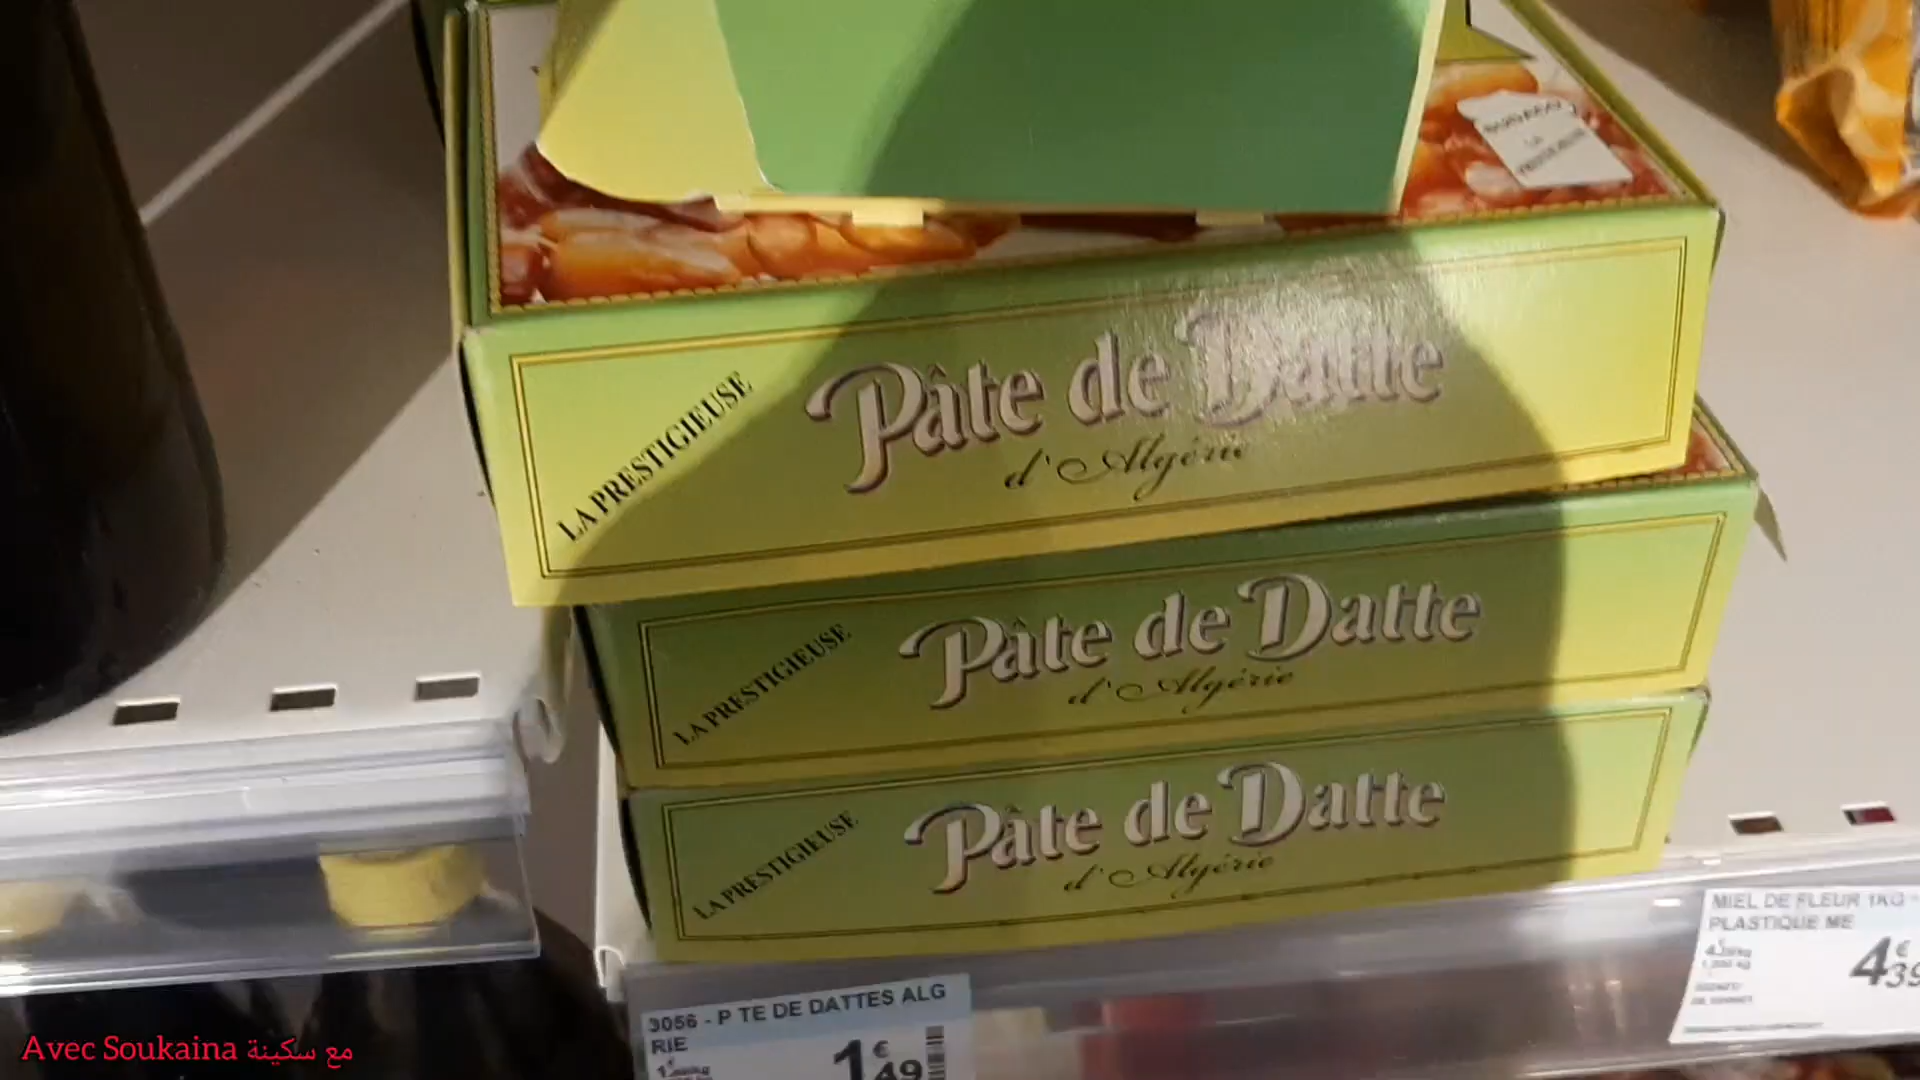 LA PRESTIGIEUSE
Pâte de Datte
d'Algérie
LA PRESTIGIEUSE
Pâte de Datte
d'Algérie
LA PRESTIGIEUSE
Pâte de Datte
d'Algérie
MIEL DE FLEUR 1KG -
PLASTIQUE ME
4€39
3056 - P TE DE DATTES ALG
RIE
1€49
Avec Soukaina مع سكينة